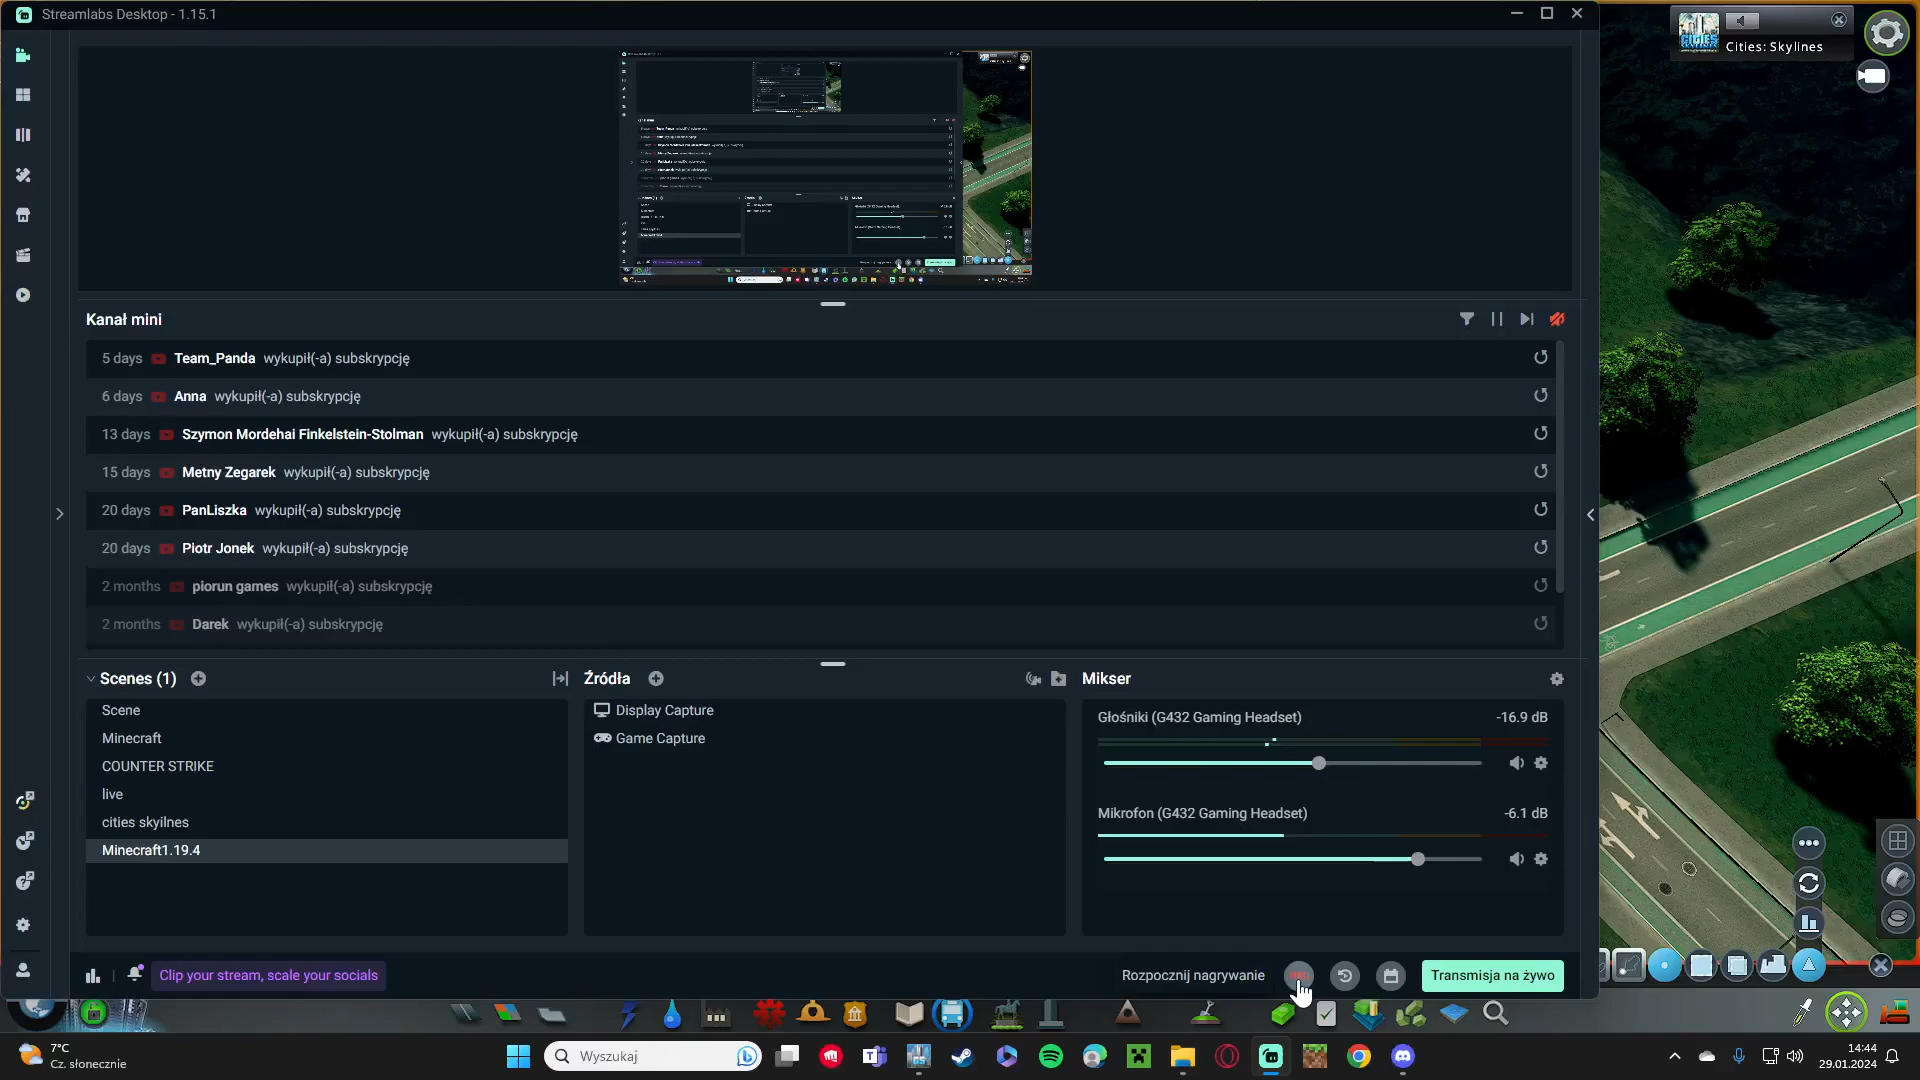 Streamlabs Desktop - 1.15.1
Cities: Skylines
Kanał mini
5 days Team_Panda wykupił(-a) subskrypcję
6 days Anna wykupił(-a) subskrypcję
13 days Szymon Mordehai Finkelstein-Stolman wykupił(-a) subskrypcję
15 days Metny Zegarek wykupił(-a) subskrypcję
20 days PanLiszka wykupił(-a) subskrypcję
20 days Piotr Jonek wykupił(-a) subskrypcję
2 months piorun games wykupił(-a) subskrypcję
2 months Darek wykupił(-a) subskrypcję
Scenes (1)
Scene
Minecraft
COUNTER STRIKE
live
cities skyilnes
Minecraft1.19.4
Źródła
Display Capture
Game Capture
Mikser
Głośniki (G432 Gaming Headset) -16.9 dB
Mikrofon (G432 Gaming Headset) -6.1 dB
Clip your stream, scale your socials
Rozpocznij nagrywanie
Transmisja na żywo
7°C
Cz. słonecznie
Wyszukaj
14:44
29.01.2024